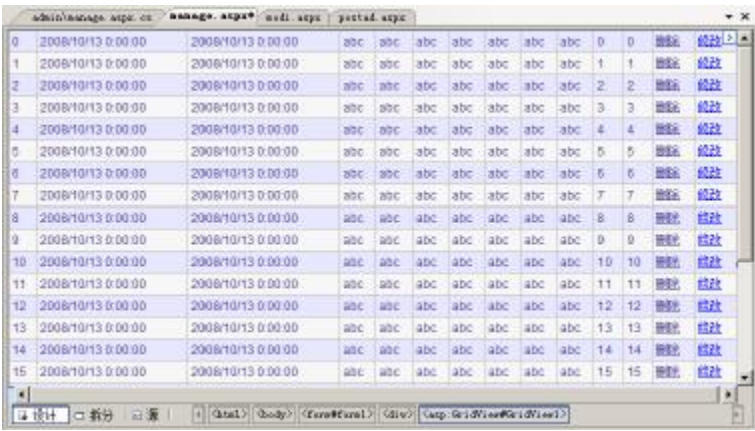 admin\manage.aspx.cs manage.aspx* modi.aspx postad.aspx
0 2008/10/13 0:00:00 2008/10/13 0:00:00 abc abc abc abc abc abc abc 0 0 删除 修改
1 2008/10/13 0:00:00 2008/10/13 0:00:00 abc abc abc abc abc abc abc 1 1 删除 修改
2 2008/10/13 0:00:00 2008/10/13 0:00:00 abc abc abc abc abc abc abc 2 2 删除 修改
3 2008/10/13 0:00:00 2008/10/13 0:00:00 abc abc abc abc abc abc abc 3 3 删除 修改
4 2008/10/13 0:00:00 2008/10/13 0:00:00 abc abc abc abc abc abc abc 4 4 删除 修改
5 2008/10/13 0:00:00 2008/10/13 0:00:00 abc abc abc abc abc abc abc 5 5 删除 修改
6 2008/10/13 0:00:00 2008/10/13 0:00:00 abc abc abc abc abc abc abc 6 6 删除 修改
7 2008/10/13 0:00:00 2008/10/13 0:00:00 abc abc abc abc abc abc abc 7 7 删除 修改
8 2008/10/13 0:00:00 2008/10/13 0:00:00 abc abc abc abc abc abc abc 8 8 删除 修改
9 2008/10/13 0:00:00 2008/10/13 0:00:00 abc abc abc abc abc abc abc 9 9 删除 修改
10 2008/10/13 0:00:00 2008/10/13 0:00:00 abc abc abc abc abc abc abc 10 10 删除 修改
11 2008/10/13 0:00:00 2008/10/13 0:00:00 abc abc abc abc abc abc abc 11 11 删除 修改
12 2008/10/13 0:00:00 2008/10/13 0:00:00 abc abc abc abc abc abc abc 12 12 删除 修改
13 2008/10/13 0:00:00 2008/10/13 0:00:00 abc abc abc abc abc abc abc 13 13 删除 修改
14 2008/10/13 0:00:00 2008/10/13 0:00:00 abc abc abc abc abc abc abc 14 14 删除 修改
15 2008/10/13 0:00:00 2008/10/13 0:00:00 abc abc abc abc abc abc abc 15 15 删除 修改
设计 拆分 源 <html> <body> <form#form1> <div> <asp:GridView#GridView1>